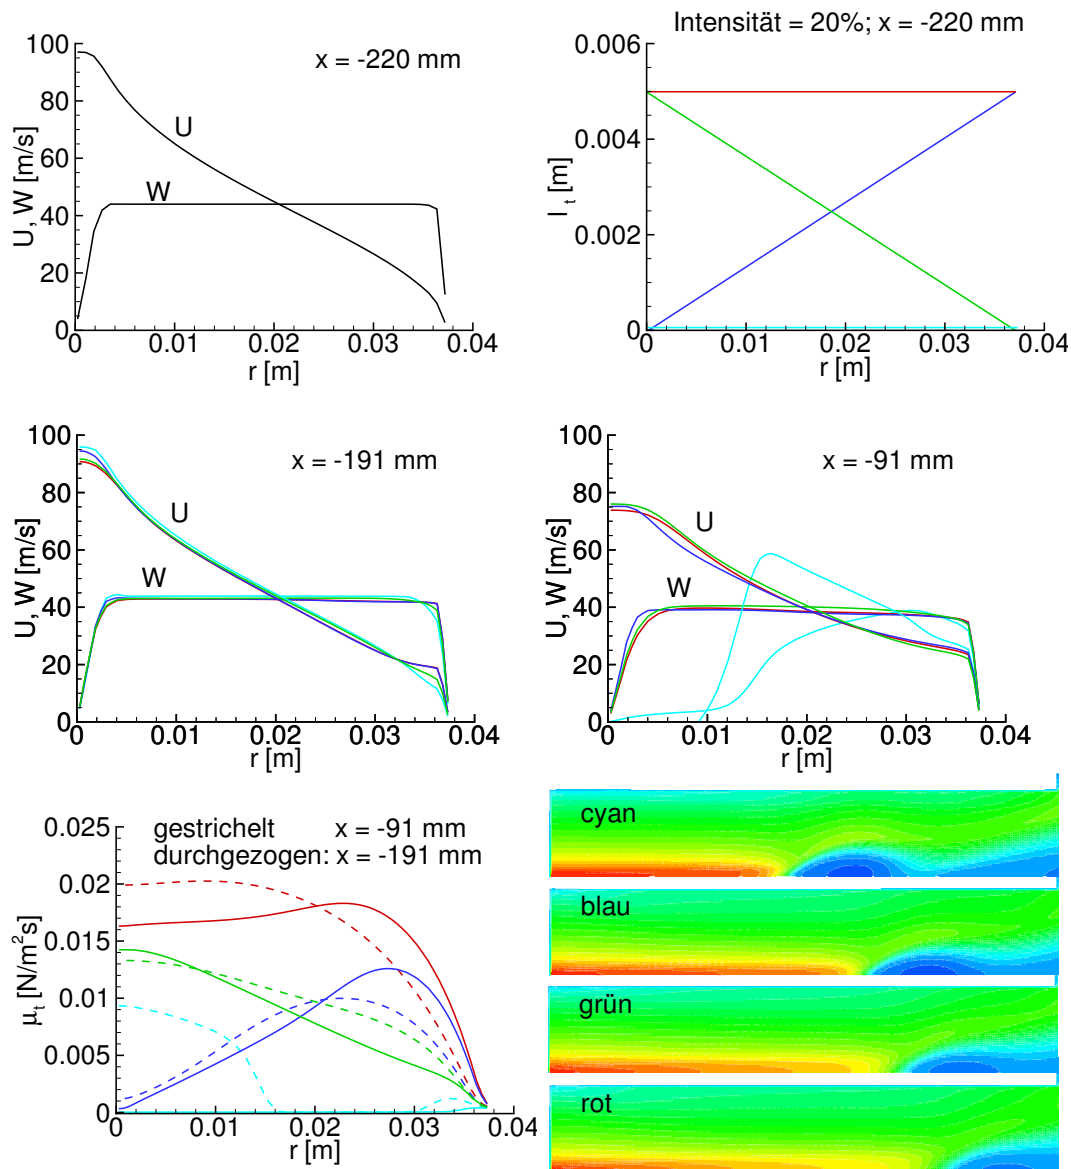 x = -220 mm
U
W
U, W [m/s]
100
80
60
40
20
0
0 0.01 0.02 0.03 0.04
r [m]
Intensität = 20%; x = -220 mm
l t [m]
0.006
0.004
0.002
0
0 0.01 0.02 0.03 0.04
r [m]
x = -191 mm
U
W
U, W [m/s]
100
80
60
40
20
0
0 0.01 0.02 0.03 0.04
r [m]
x = -91 mm
U
W
U, W [m/s]
100
80
60
40
20
0
0 0.01 0.02 0.03 0.04
r [m]
gestrichelt x = -91 mm
durchgezogen: x = -191 mm
μt [N/m²s]
0.025
0.02
0.015
0.01
0.005
0
0 0.01 0.02 0.03 0.04
r [m]
cyan
blau
grün
rot